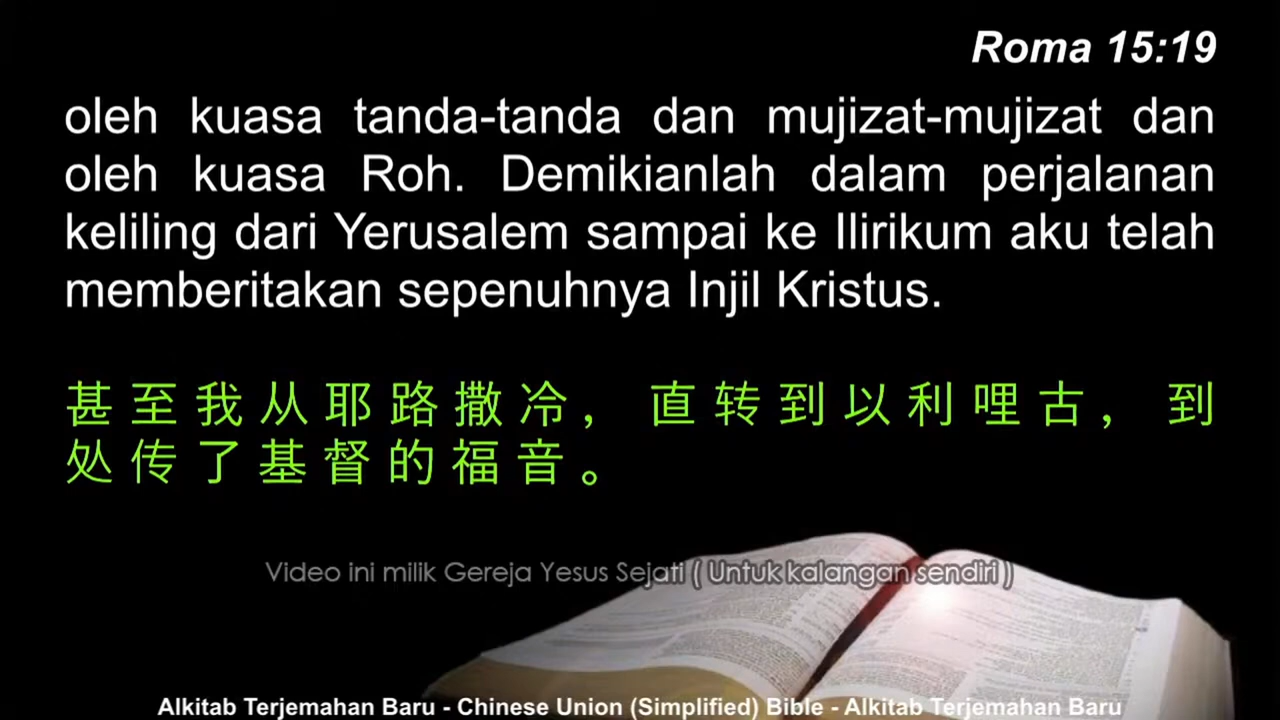 Roma 15:19
oleh kuasa tanda-tanda dan mujizat-mujizat dan
oleh kuasa Roh. Demikianlah dalam perjalanan
keliling dari Yerusalem sampai ke Ilirikum aku telah
memberitakan sepenuhnya Injil Kristus.
甚至我从耶路撒冷，直转到以利哩古，到
处传了基督的福音。
Video ini milik Gereja Yesus Sejati ( Untuk kalangan sendiri )
Alkitab Terjemahan Baru - Chinese Union (Simplified) Bible - Alkitab Terjemahan Baru